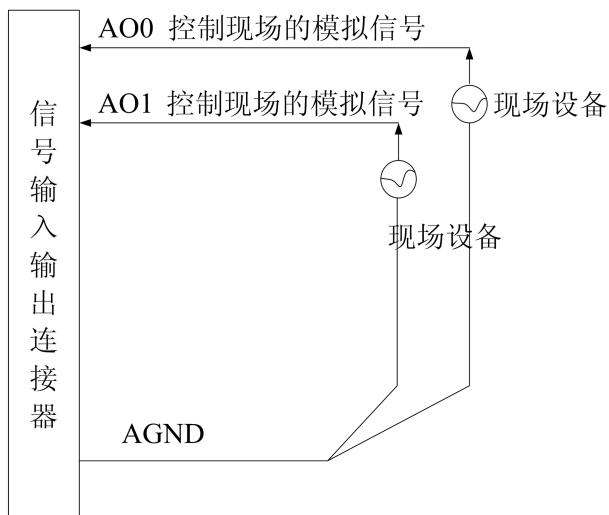 AO0 控制现场的模拟信号
现场设备
AO1 控制现场的模拟信号
现场设备
信号输入输出连接器
AGND